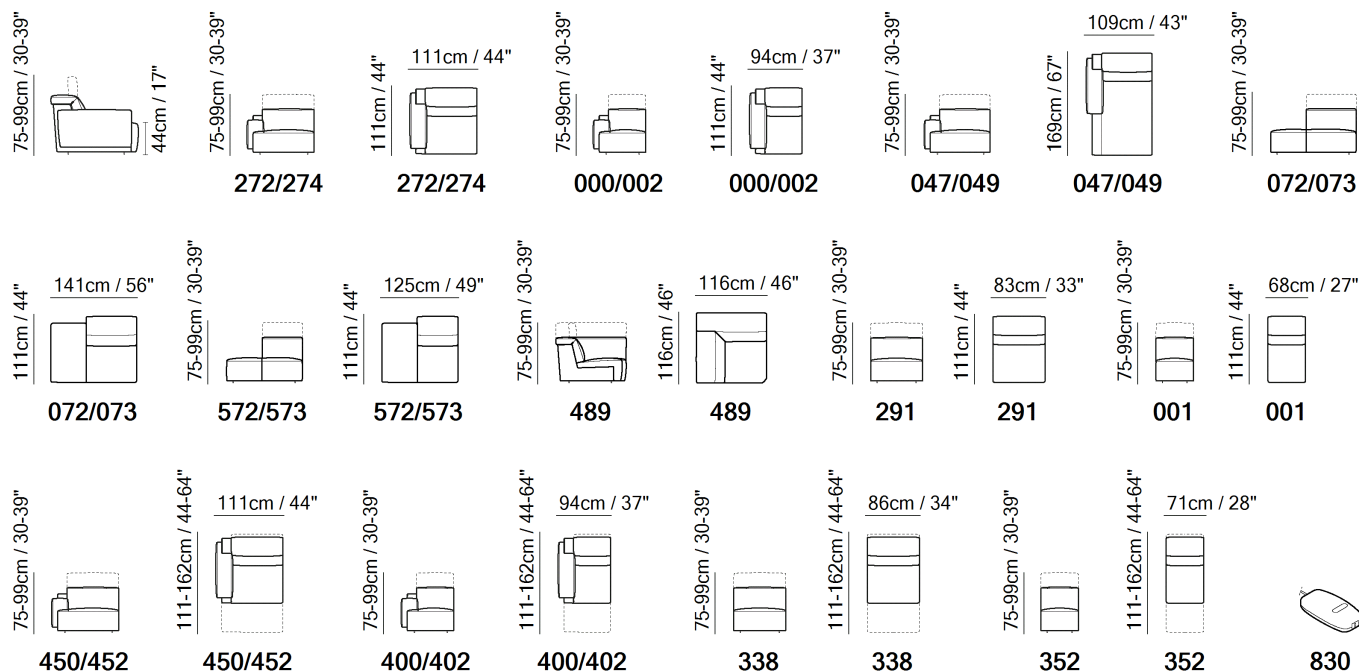 75-99cm / 30-39"
44cm / 17"
75-99cm / 30-39"
272/274
111cm / 44"
111cm / 44"
272/274
75-99cm / 30-39"
000/002
94cm / 37"
111cm / 44"
000/002
75-99cm / 30-39"
047/049
109cm / 43"
169cm / 67"
047/049
75-99cm / 30-39"
072/073
141cm / 56"
111cm / 44"
072/073
75-99cm / 30-39"
572/573
125cm / 49"
111cm / 44"
572/573
75-99cm / 30-39"
489
116cm / 46"
116cm / 46"
489
75-99cm / 30-39"
291
83cm / 33"
111cm / 44"
291
75-99cm / 30-39"
001
68cm / 27"
111cm / 44"
001
75-99cm / 30-39"
450/452
111cm / 44"
111-162cm / 44-64"
450/452
75-99cm / 30-39"
400/402
94cm / 37"
111-162cm / 44-64"
400/402
75-99cm / 30-39"
338
86cm / 34"
111-162cm / 44-64"
338
75-99cm / 30-39"
352
71cm / 28"
111-162cm / 44-64"
352
830